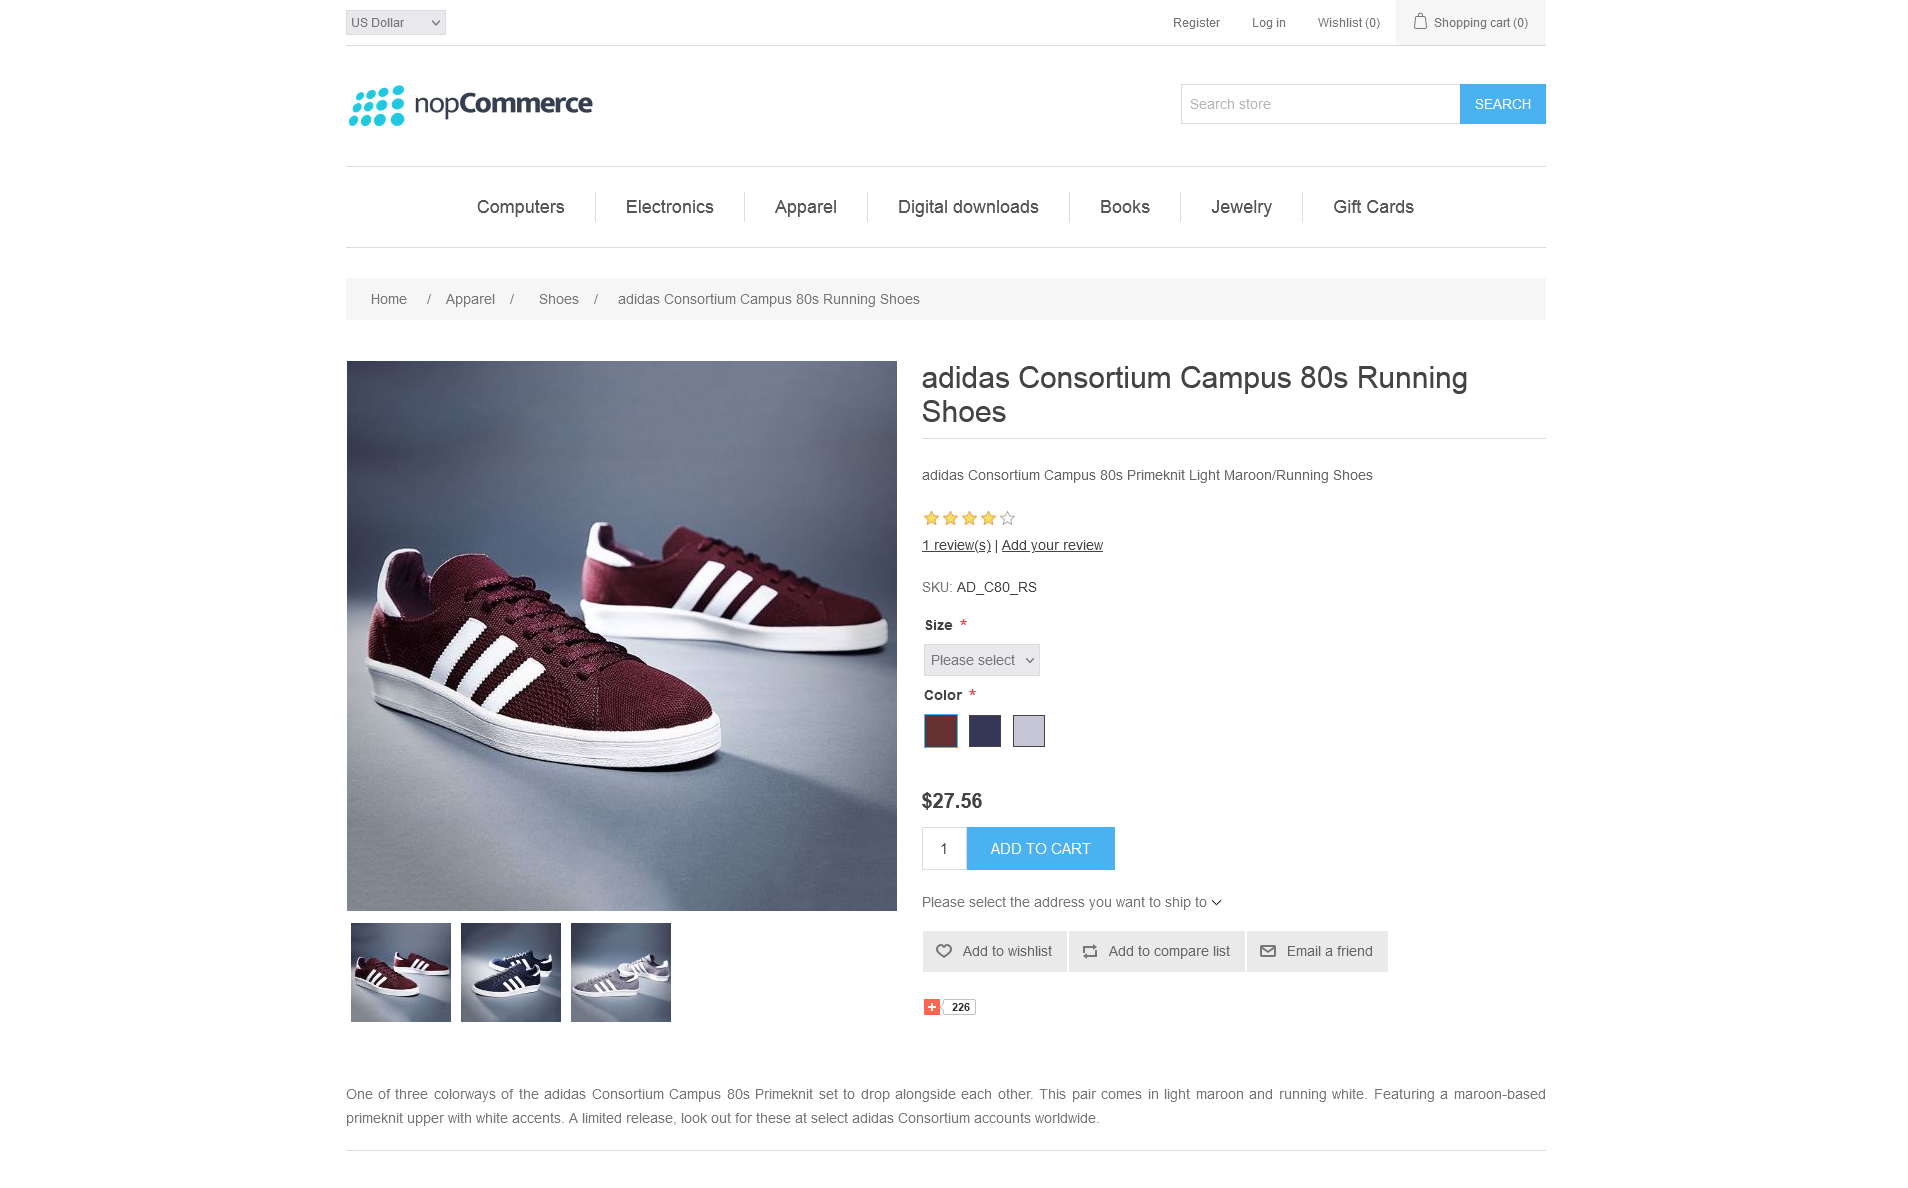 US Dollar
Register
Log in
Wishlist (0)
Shopping cart (0)
nopCommerce
Search store
SEARCH
Computers
Electronics
Apparel
Digital downloads
Books
Jewelry
Gift Cards
Home / Apparel / Shoes / adidas Consortium Campus 80s Running Shoes
adidas Consortium Campus 80s Running
Shoes
adidas Consortium Campus 80s Primeknit Light Maroon/Running Shoes
1 review(s) | Add your review
SKU: AD_C80_RS
Size *
Please select
Color *
$27.56
1
ADD TO CART
Please select the address you want to ship to
Add to wishlist
Add to compare list
Email a friend
226
One of three colorways of the adidas Consortium Campus 80s Primeknit set to drop alongside each other. This pair comes in light maroon and running white. Featuring a maroon-based
primeknit upper with white accents. A limited release, look out for these at select adidas Consortium accounts worldwide.